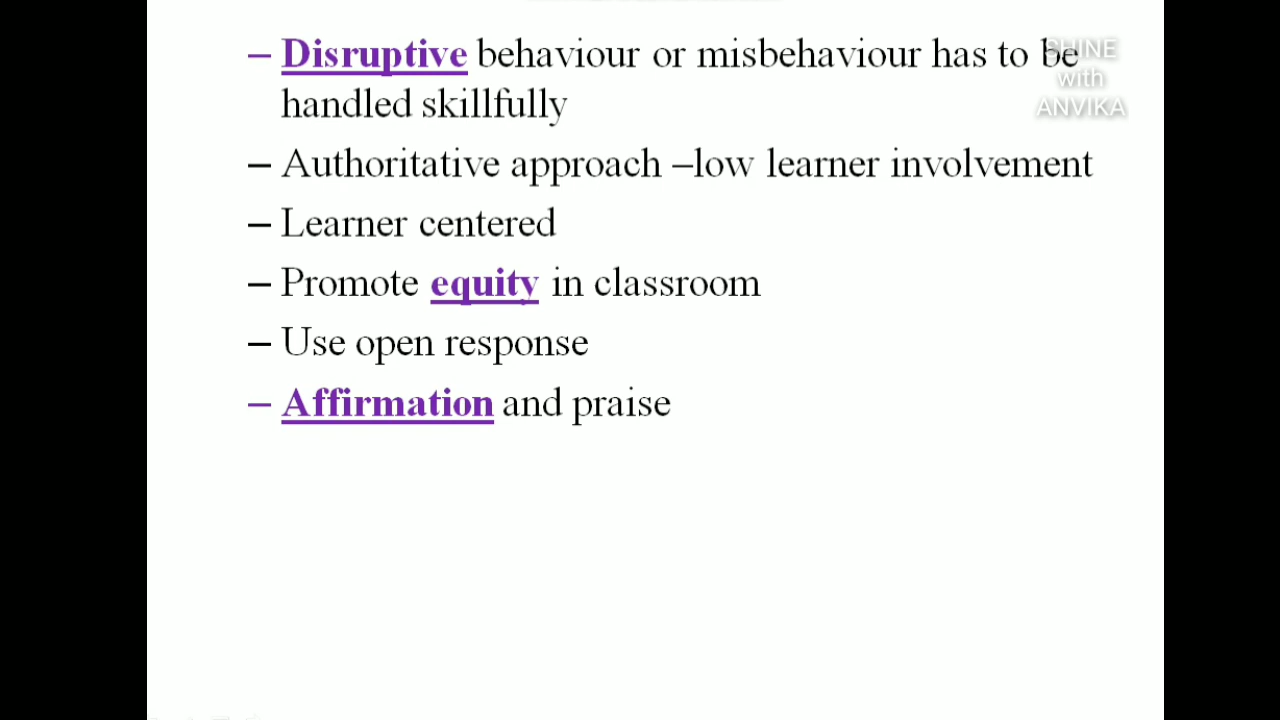 – Disruptive behaviour or misbehaviour has to be
handled skillfully
– Authoritative approach –low learner involvement
– Learner centered
– Promote equity in classroom
– Use open response
– Affirmation and praise
SHINE
with
ANVIKA